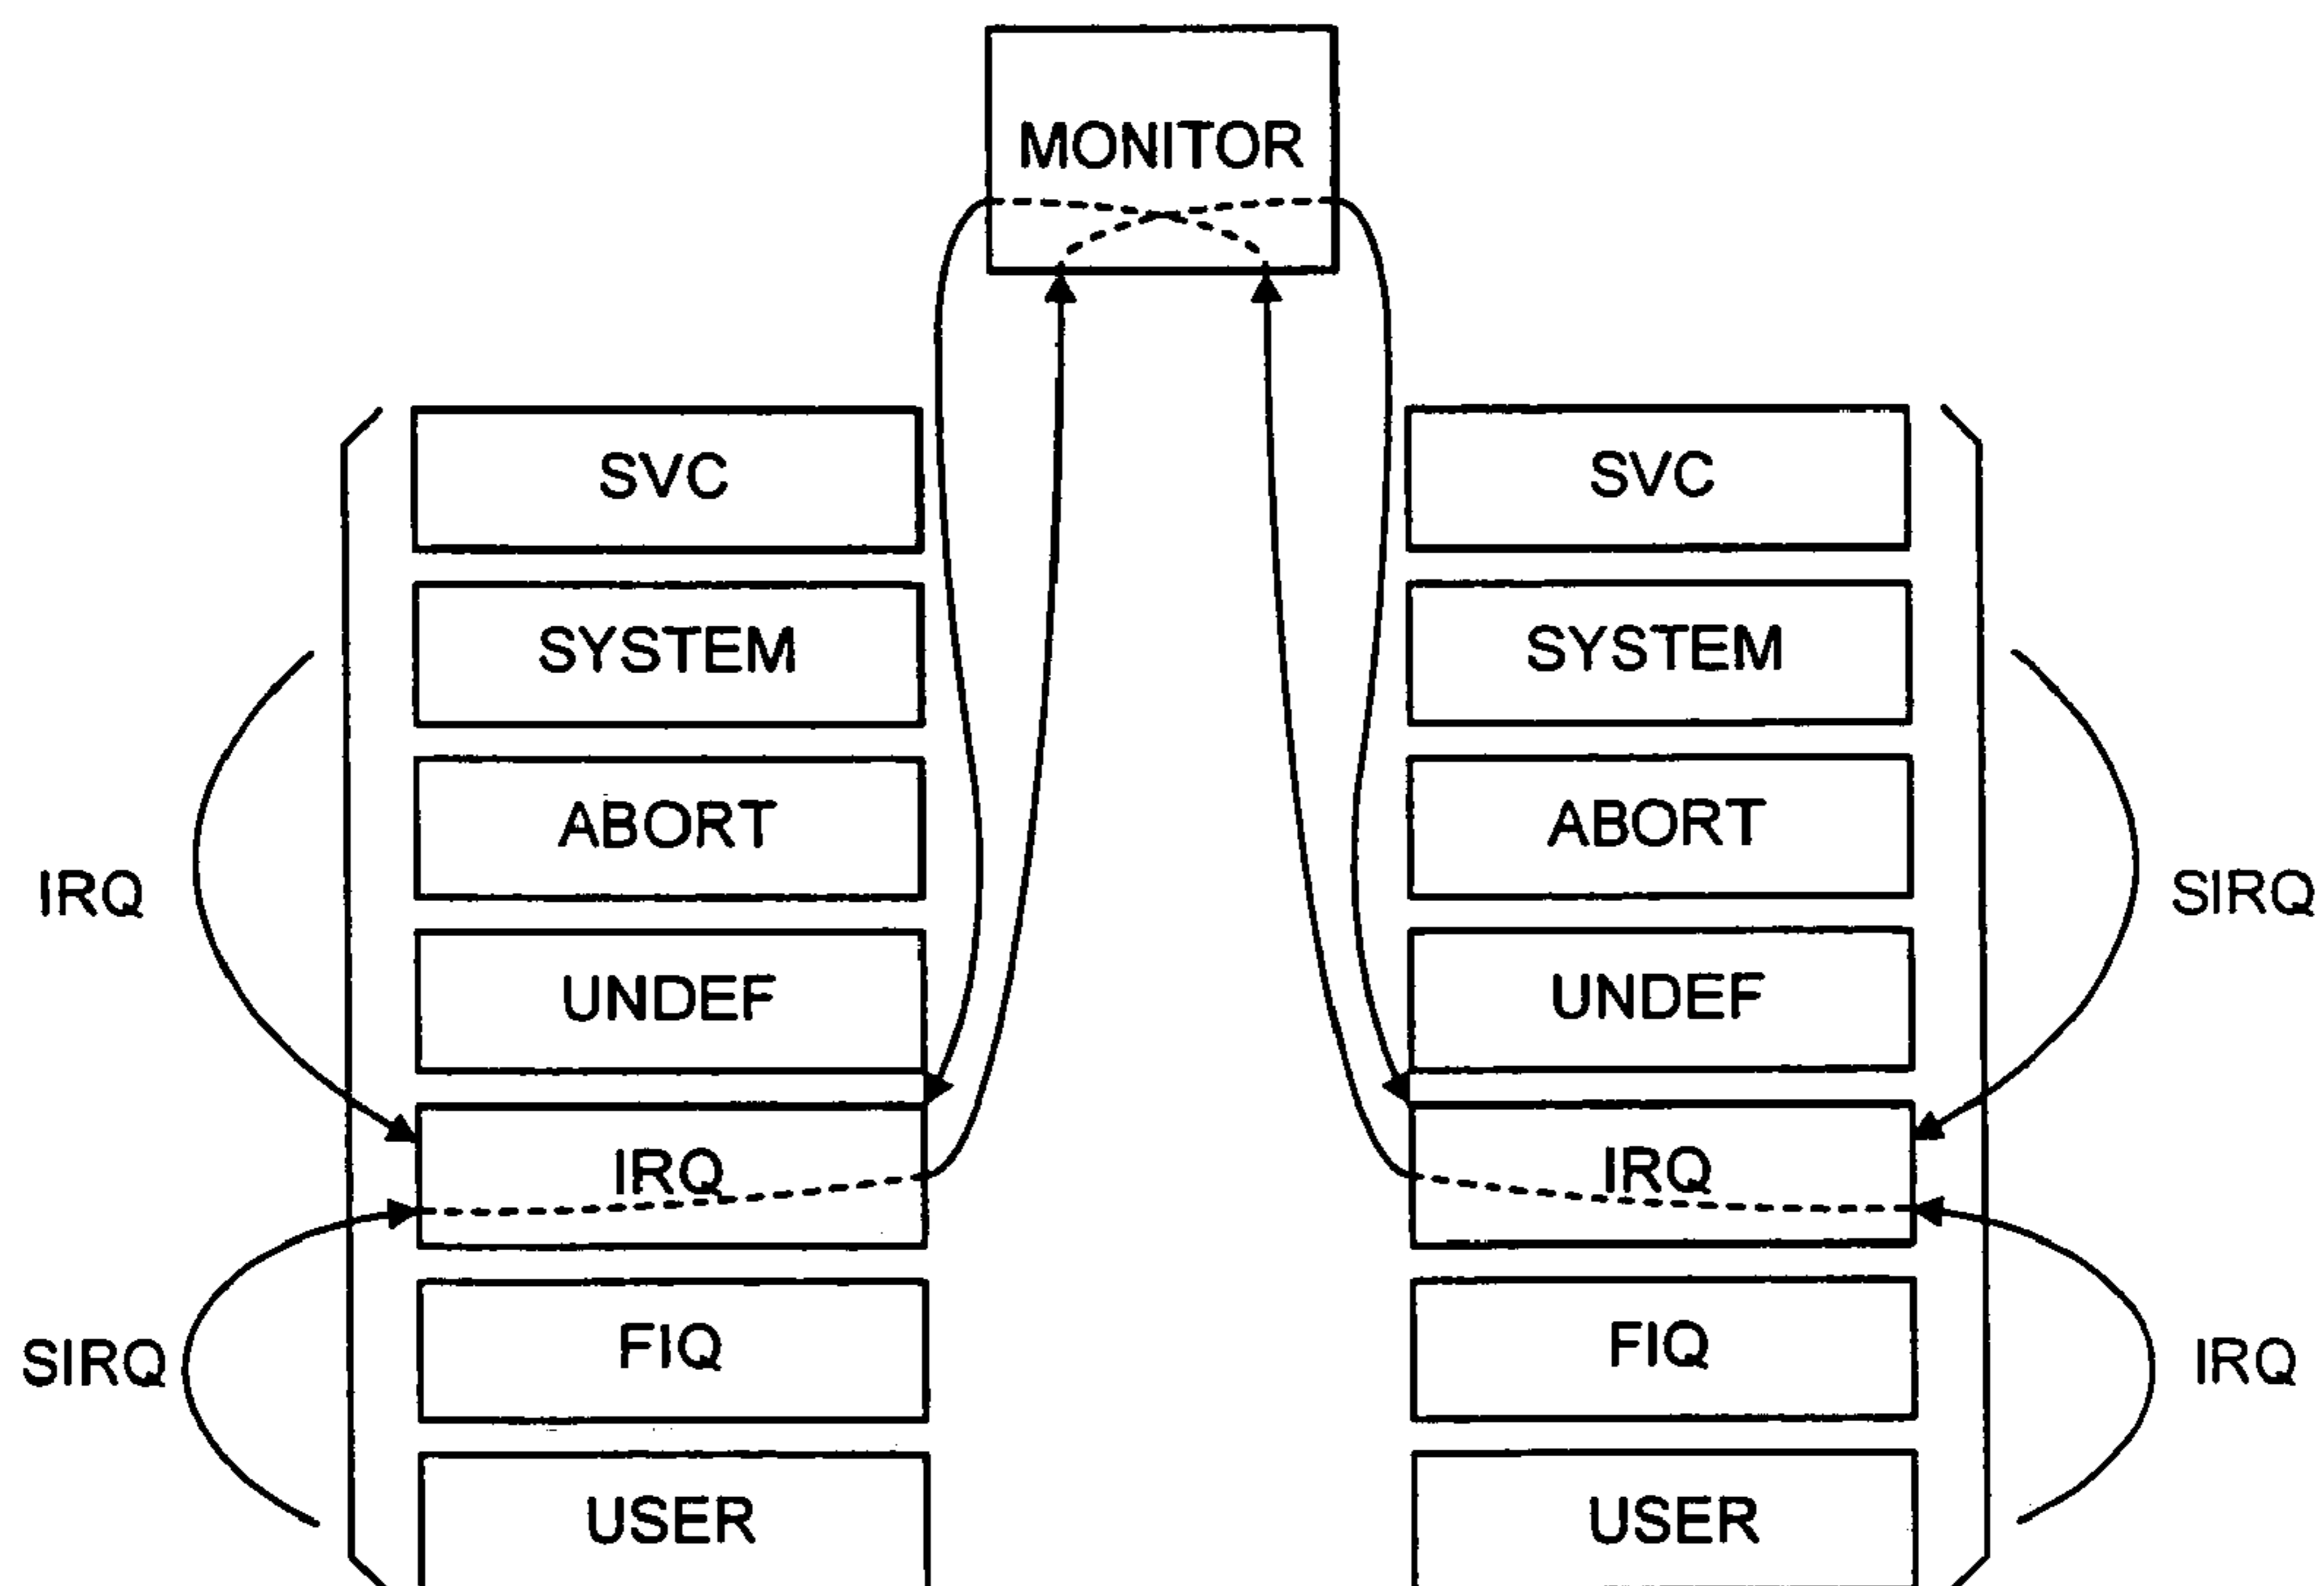 MONITOR
SVC
SVC
SYSTEM
SYSTEM
ABORT
ABORT
IRQ
SIRQ
UNDEF
UNDEF
IRQ
IRQ
FIQ
FIQ
SIRQ
IRQ
USER
USER